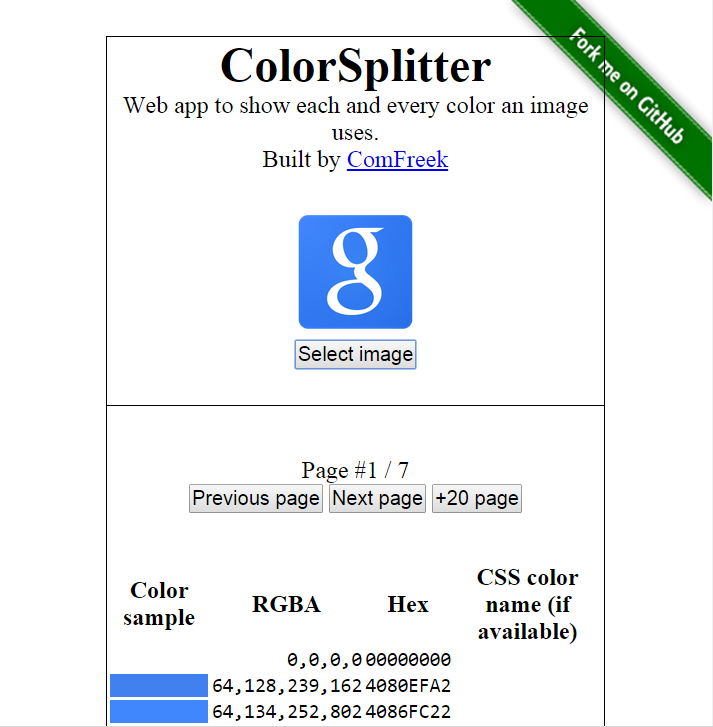 Fork me on GitHub
ColorSplitter
Web app to show each and every color an image
uses.
Built by ComFreek
g
Select image
Page #1 / 7
Previous page Next page +20 page
Color sample RGBA Hex CSS color name (if available)
0,0,0,0 00000000
64,128,239,162 4080EFA2
64,134,252,802 4086FC22